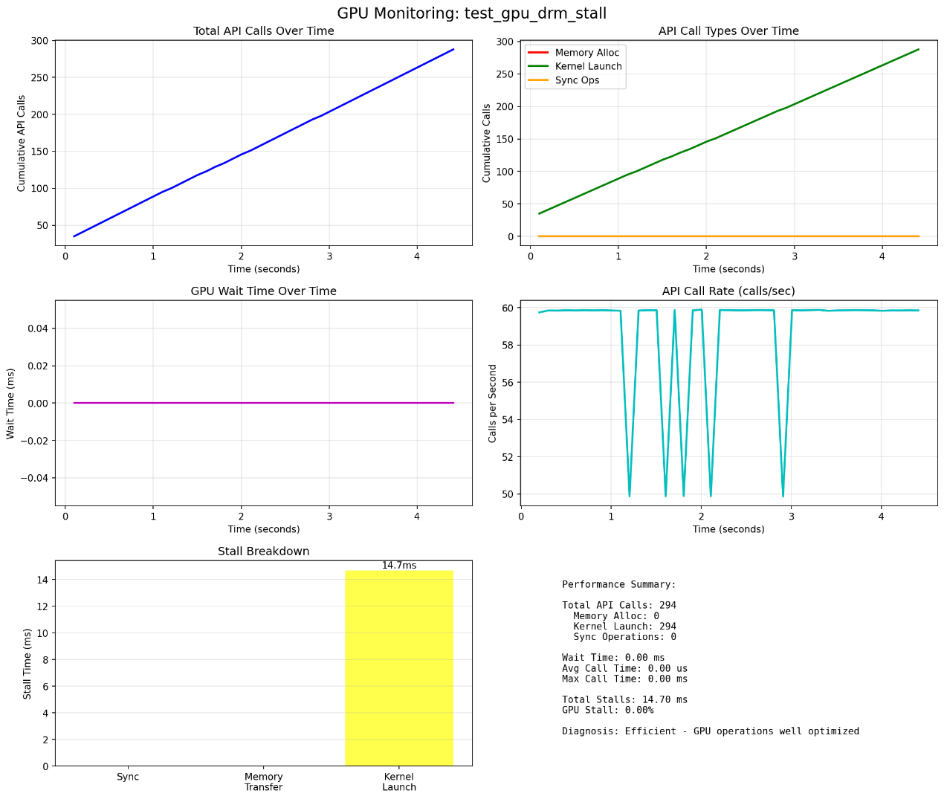 GPU Monitoring: test_gpu_drm_stall
Total API Calls Over Time
300
250
200
150
100
50
Cumulative API Calls
0 1 2 3 4
Time (seconds)
API Call Types Over Time
Memory Alloc
Kernel Launch
Sync Ops
300
250
200
150
100
50
0
Cumulative Calls
0 1 2 3 4
Time (seconds)
GPU Wait Time Over Time
0.04
0.02
0.00
−0.02
−0.04
Wait Time (ms)
0 1 2 3 4
Time (seconds)
API Call Rate (calls/sec)
60
58
56
54
52
50
Calls per Second
0 1 2 3 4
Time (seconds)
Stall Breakdown
14.7ms
14
12
10
8
6
4
2
0
Stall Time (ms)
Sync
Memory
Transfer
Kernel
Launch
Performance Summary:
Total API Calls: 294
Memory Alloc: 0
Kernel Launch: 294
Sync Operations: 0
Wait Time: 0.00 ms
Avg Call Time: 0.00 us
Max Call Time: 0.00 ms
Total Stalls: 14.70 ms
GPU Stall: 0.00%
Diagnosis: Efficient - GPU operations well optimized